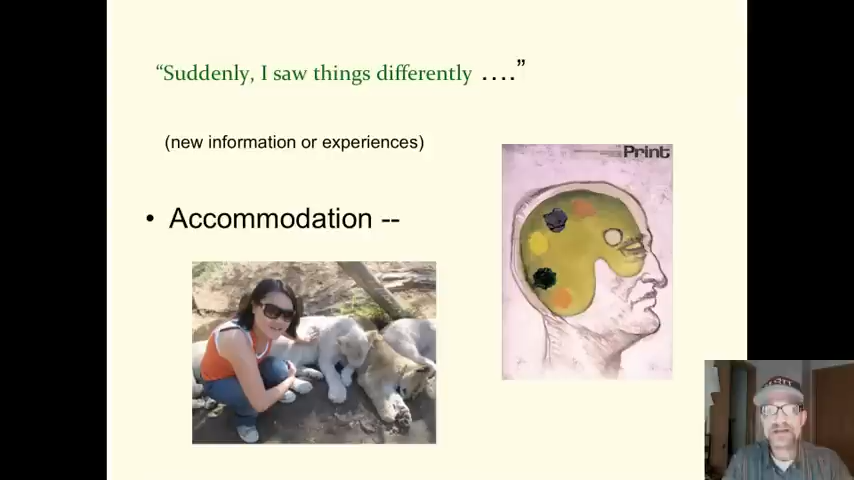 “Suddenly, I saw things differently ....”
(new information or experiences)
Print
• Accommodation --